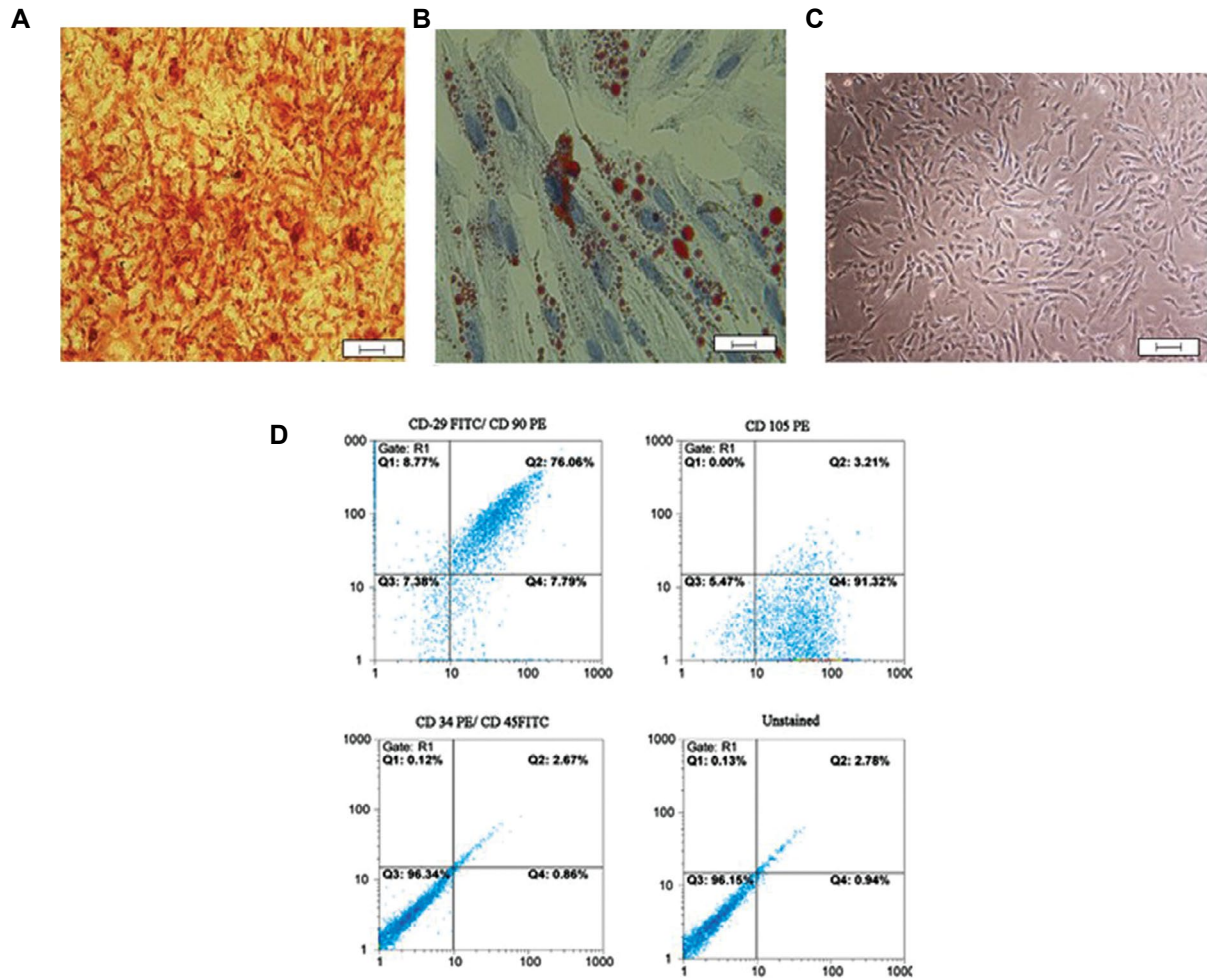 A
B
C
D
CD-29 FITC/ CD 90 PE
000
Gate: R1
Q1: 8.77%
Q2: 76.06%
100
Q3: 7.38%
Q4: 7.79%
10
1
1
10
100
1000
CD 105 PE
1000
Gate: R1
Q1: 0.00%
Q2: 3.21%
100
Q3: 5.47%
Q4: 91.32%
10
1
1
10
100
100
CD 34 PE/ CD 45FITC
1000
Gate: R1
Q1: 0.12%
Q2: 2.67%
100
Q3: 96.34%
Q4: 0.86%
10
1
1
10
100
1000
Unstained
1000
Gate: R1
Q1: 0.13%
Q2: 2.78%
100
Q3: 96.15%
Q4: 0.94%
10
1
1
10
100
1000